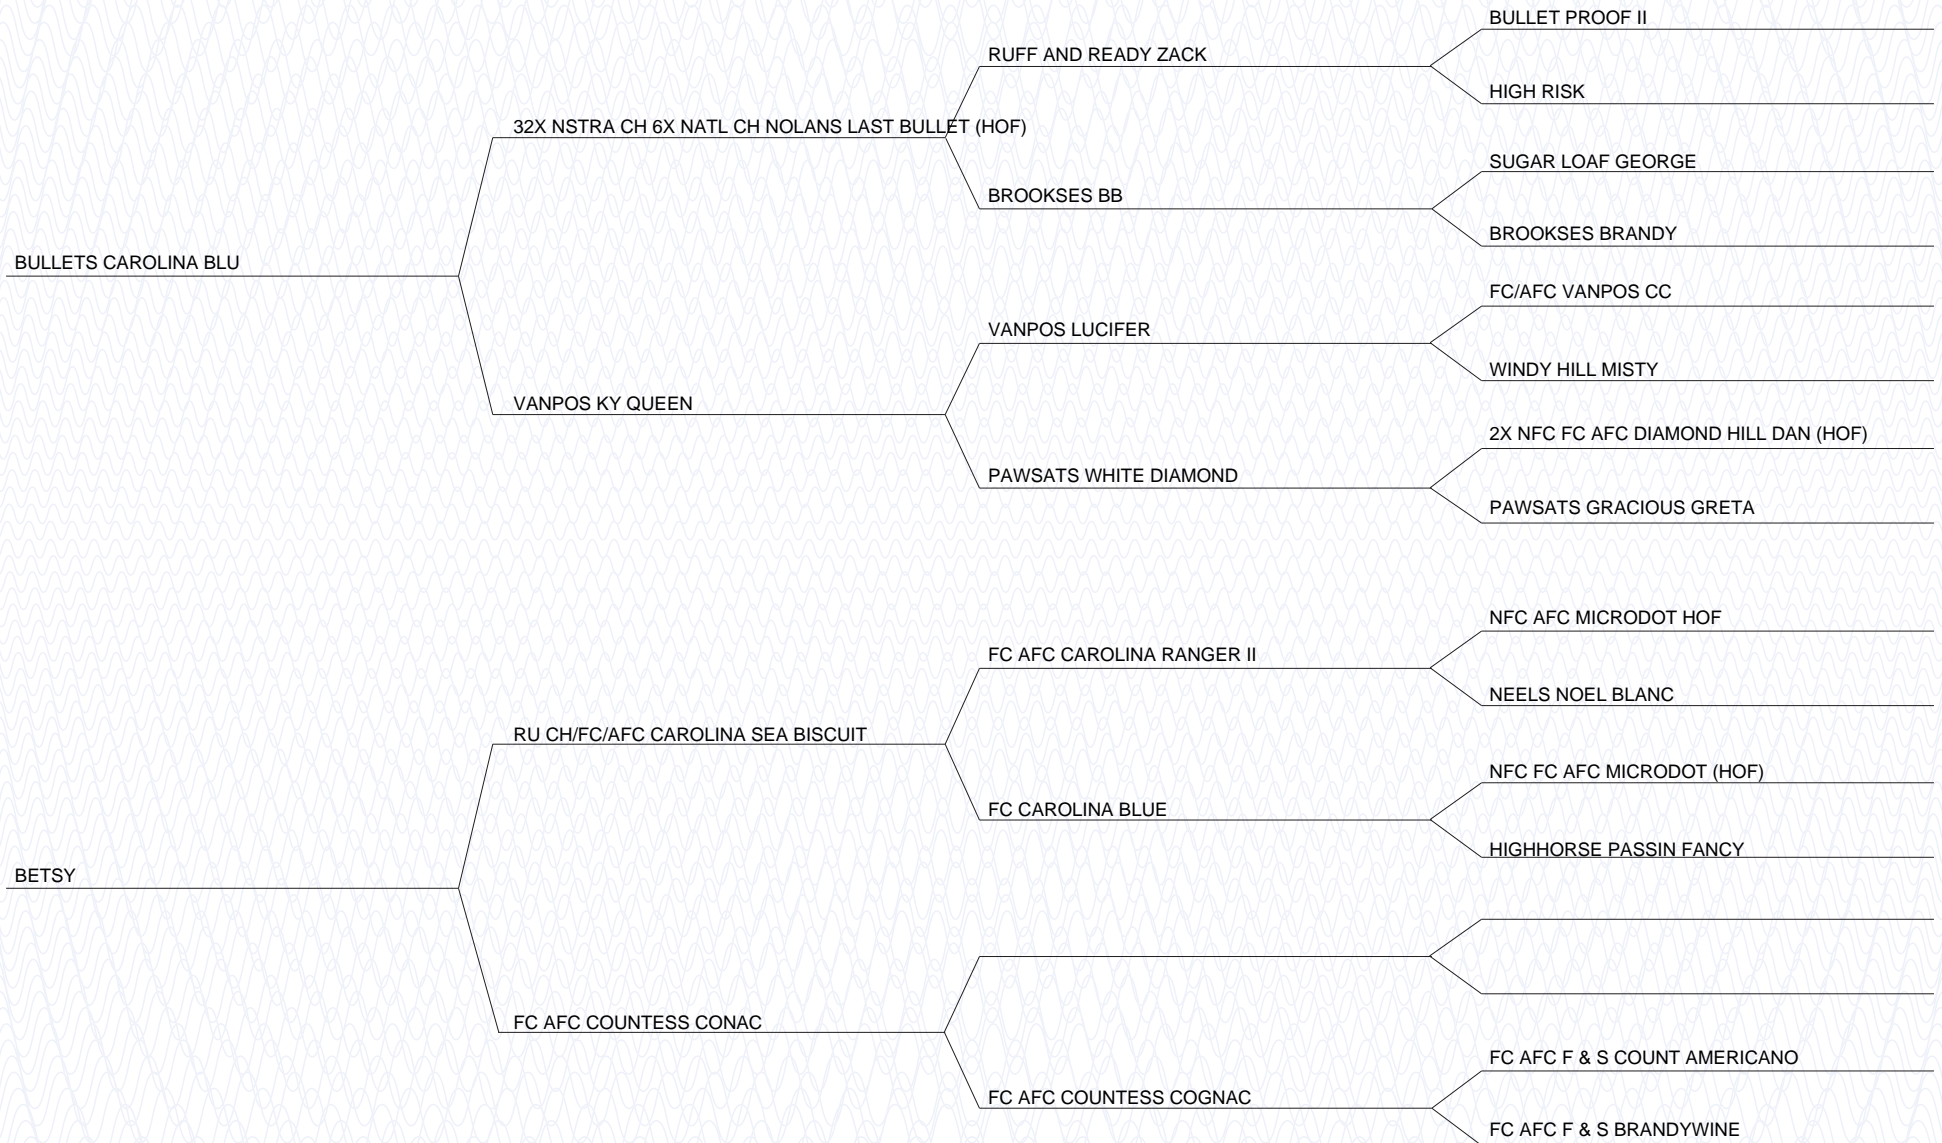 BULLET PROOF II
RUFF AND READY ZACK
HIGH RISK
32X NSTRA CH 6X NATL CH NOLANS LAST BULLET (HOF)
SUGAR LOAF GEORGE
BROOKSES BB
BROOKSES BRANDY
BULLETS CAROLINA BLU
FC/AFC VANPOS CC
VANPOS LUCIFER
WINDY HILL MISTY
VANPOS KY QUEEN
2X NFC FC AFC DIAMOND HILL DAN (HOF)
PAWSATS WHITE DIAMOND
PAWSATS GRACIOUS GRETA
NFC AFC MICRODOT HOF
FC AFC CAROLINA RANGER II
NEELS NOEL BLANC
RU CH/FC/AFC CAROLINA SEA BISCUIT
NFC FC AFC MICRODOT (HOF)
FC CAROLINA BLUE
HIGHHORSE PASSIN FANCY
BETSY
FC AFC COUNTESS CONAC
FC AFC F & S COUNT AMERICANO
FC AFC COUNTESS COGNAC
FC AFC F & S BRANDYWINE